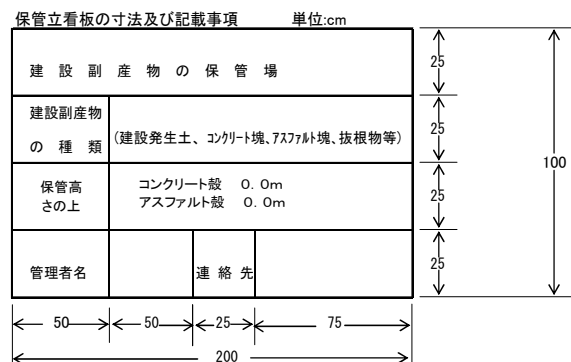 保管立看板の寸法及び記載事項 単位:cm
建設副産物の保管場
建設副産物
の種類
(建設発生土、コンクリート塊、アスファルト塊、抜根物等)
保管高
さの上
コンクリート殻 0.0m
アスファルト殻 0.0m
管理者名 連絡先
25
25
25
25
100
50 50 25 75
200